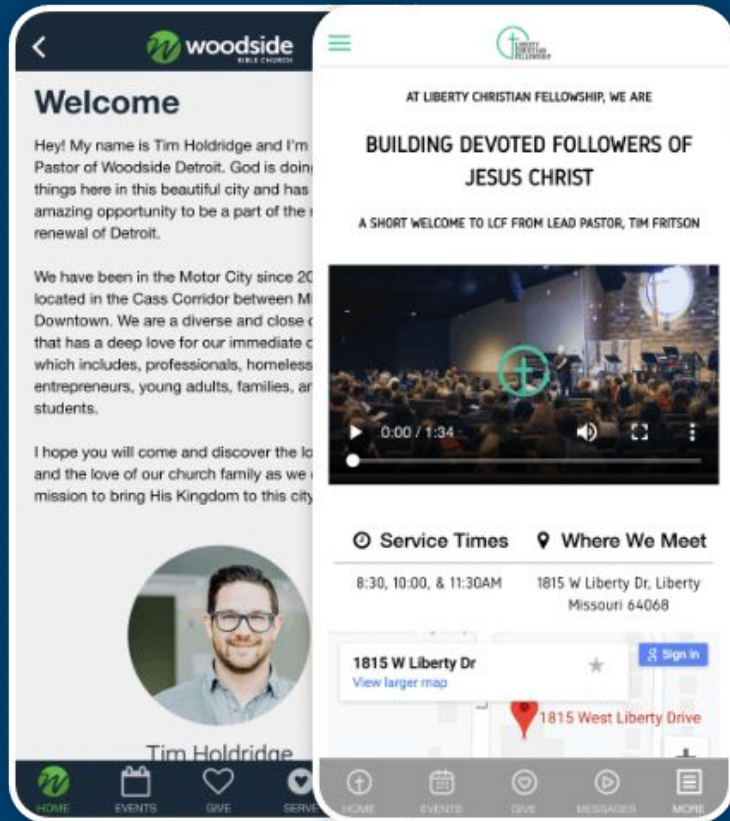 woodside
BIBLE CHURCH
Welcome
Hey! My name is Tim Holdridge and I'm
Pastor of Woodside Detroit. God is doing
things here in this beautiful city and has
amazing opportunity to be a part of the
renewal of Detroit.
We have been in the Motor City since 20
located in the Cass Corridor between M
Downtown. We are a diverse and close
that has a deep love for our immediate
which includes, professionals, homeless
entrepreneurs, young adults, families, an
students.
I hope you will come and discover the lo
and the love of our church family as we
mission to bring His Kingdom to this city
Tim Holdridge
HOME
EVENTS
GIVE
SERVE
LIBERTY
CHRISTIAN
FELLOWSHIP
AT LIBERTY CHRISTIAN FELLOWSHIP, WE ARE
BUILDING DEVOTED FOLLOWERS OF
JESUS CHRIST
A SHORT WELCOME TO LCF FROM LEAD PASTOR, TIM FRITSON
0:00 / 1:34
Service Times
8:30, 10:00, & 11:30AM
Where We Meet
1815 W Liberty Dr, Liberty
Missouri 64068
1815 W Liberty Dr
View larger map
Sign in
1815 West Liberty Drive
HOME
EVENTS
GIVE
MESSAGES
MORE